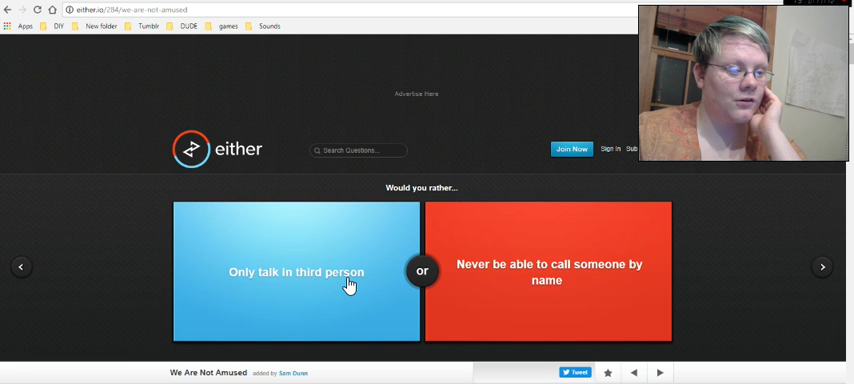 either.io/284/we-are-not-amused
Apps DIY New folder Tumblr DUDE games Sounds
Advertise Here
either
Search Questions...
Join Now Sign In Sub
Would you rather...
Only talk in third person
or
Never be able to call someone by
name
We Are Not Amused added by Sam Dunn
Tweet